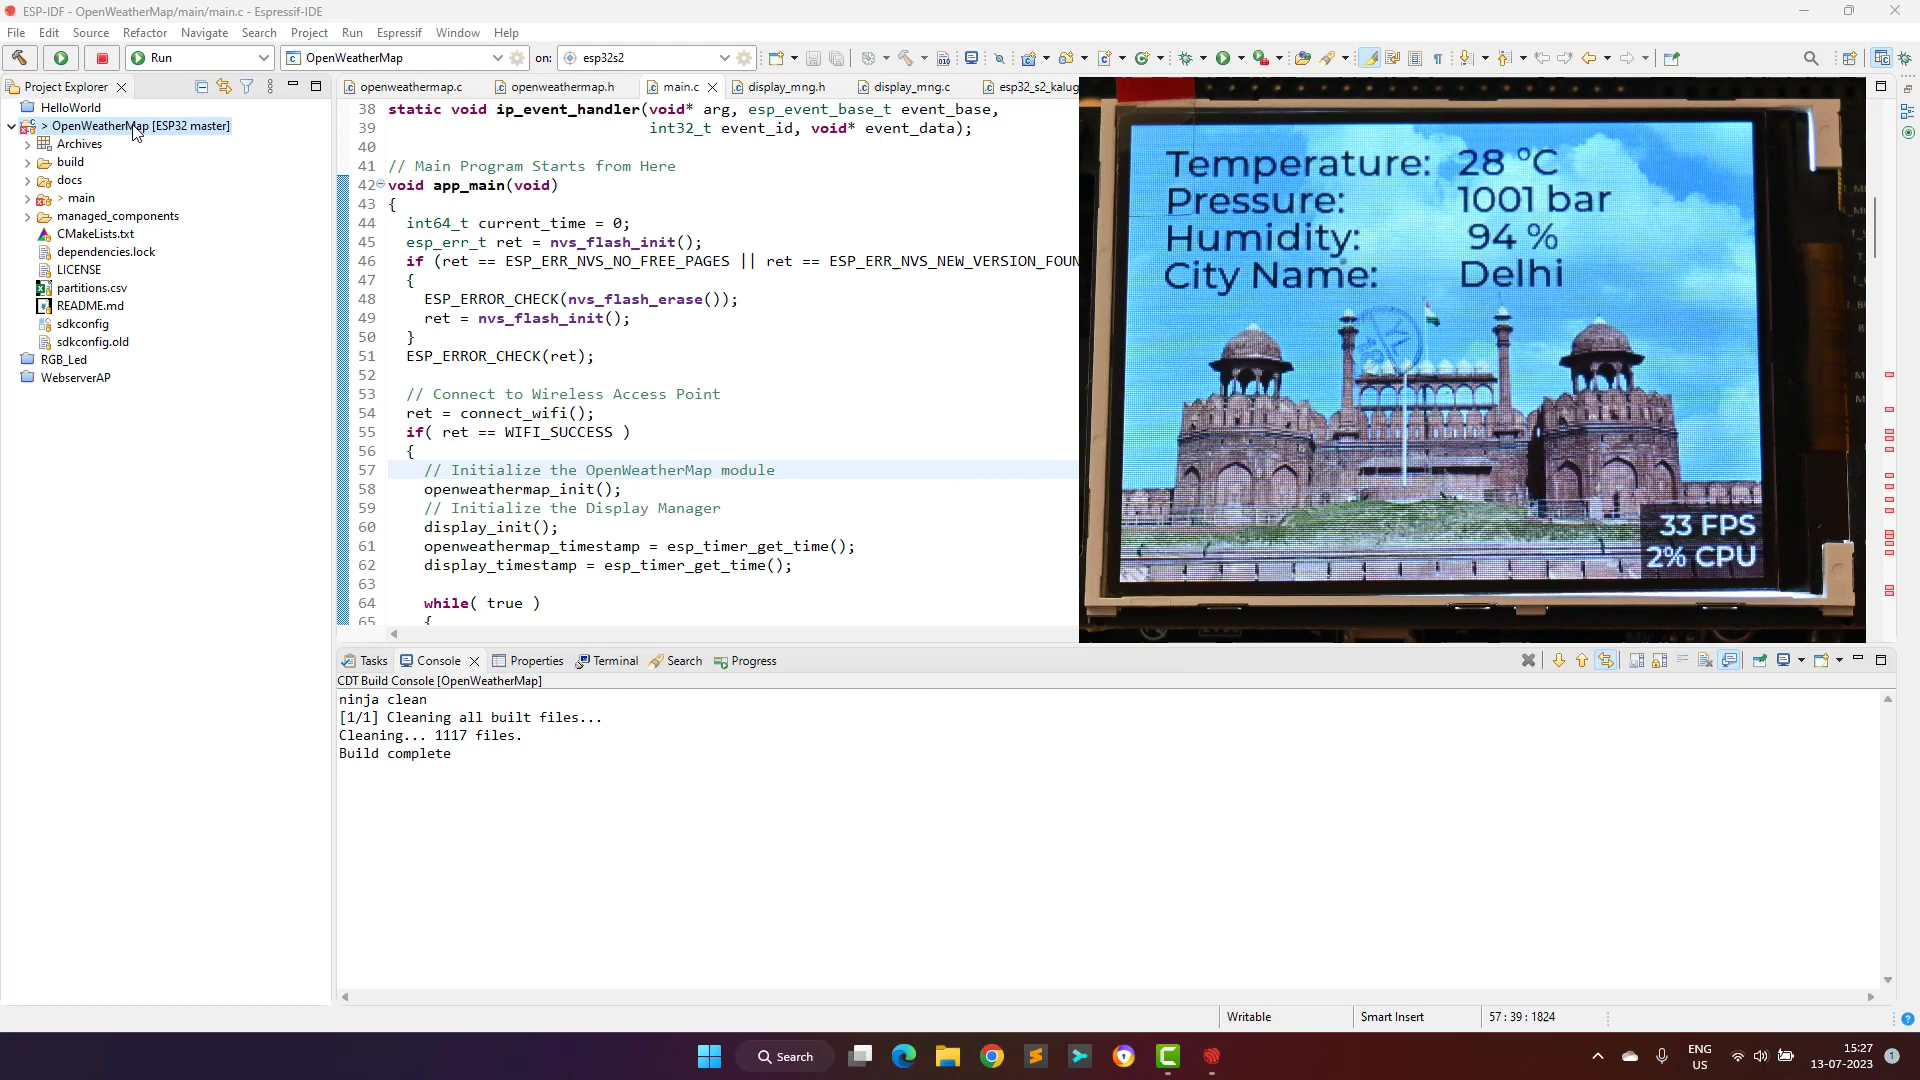 ESP-IDF - OpenWeatherMap/main/main.c - Espressif-IDE
File Edit Source Refactor Navigate Search Project Run Espressif Window Help
Run OpenWeatherMap on: esp32s2
Project Explorer
HelloWorld
> OpenWeatherMap [ESP32 master]
Archives
build
docs
> main
managed_components
CMakeLists.txt
dependencies.lock
LICENSE
partitions.csv
README.md
sdkconfig
sdkconfig.old
RGB_Led
WebserverAP
openweathermap.c openweathermap.h main.c display_mng.h display_mng.c esp32_s2_kalug
38 static void ip_event_handler(void* arg, esp_event_base_t event_base,
39 int32_t event_id, void* event_data);
40
41 // Main Program Starts from Here
42 void app_main(void)
43 {
44 int64_t current_time = 0;
45 esp_err_t ret = nvs_flash_init();
46 if (ret == ESP_ERR_NVS_NO_FREE_PAGES || ret == ESP_ERR_NVS_NEW_VERSION_FOUN
47 {
48 ESP_ERROR_CHECK(nvs_flash_erase());
49 ret = nvs_flash_init();
50 }
51 ESP_ERROR_CHECK(ret);
52
53 // Connect to Wireless Access Point
54 ret = connect_wifi();
55 if( ret == WIFI_SUCCESS )
56 {
57 // Initialize the OpenWeatherMap module
58 openweathermap_init();
59 // Initialize the Display Manager
60 display_init();
61 openweathermap_timestamp = esp_timer_get_time();
62 display_timestamp = esp_timer_get_time();
63
64 while( true )
65 {
Temperature: 28 °C
Pressure: 1001 bar
Humidity: 94 %
City Name: Delhi
33 FPS
2% CPU
Tasks Console Properties Terminal Search Progress
CDT Build Console [OpenWeatherMap]
ninja clean
[1/1] Cleaning all built files...
Cleaning... 1117 files.
Build complete
Writable Smart Insert 57 : 39 : 1824
Search
ENG
US
15:27
13-07-2023
1